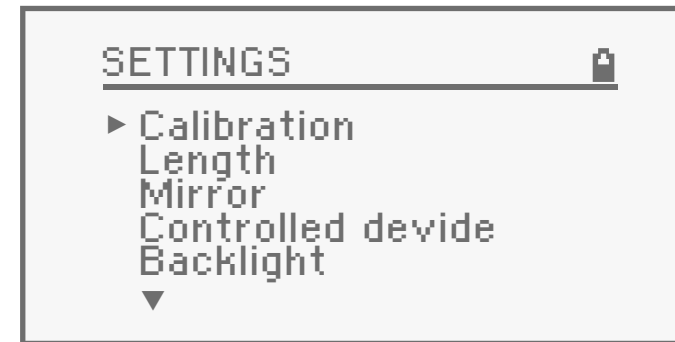 SETTINGS
Calibration
Length
Mirror
Controlled devide
Backlight